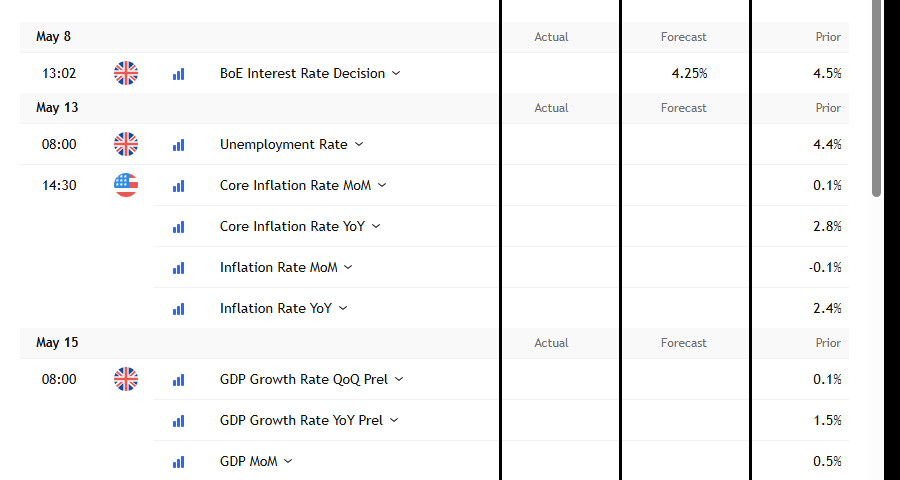 May 8 Actual Forecast Prior
13:02 BoE Interest Rate Decision 4.25% 4.5%
May 13 Actual Forecast Prior
08:00 Unemployment Rate 4.4%
14:30 Core Inflation Rate MoM 0.1%
Core Inflation Rate YoY 2.8%
Inflation Rate MoM -0.1%
Inflation Rate YoY 2.4%
May 15 Actual Forecast Prior
08:00 GDP Growth Rate QoQ Prel 0.1%
GDP Growth Rate YoY Prel 1.5%
GDP MoM 0.5%